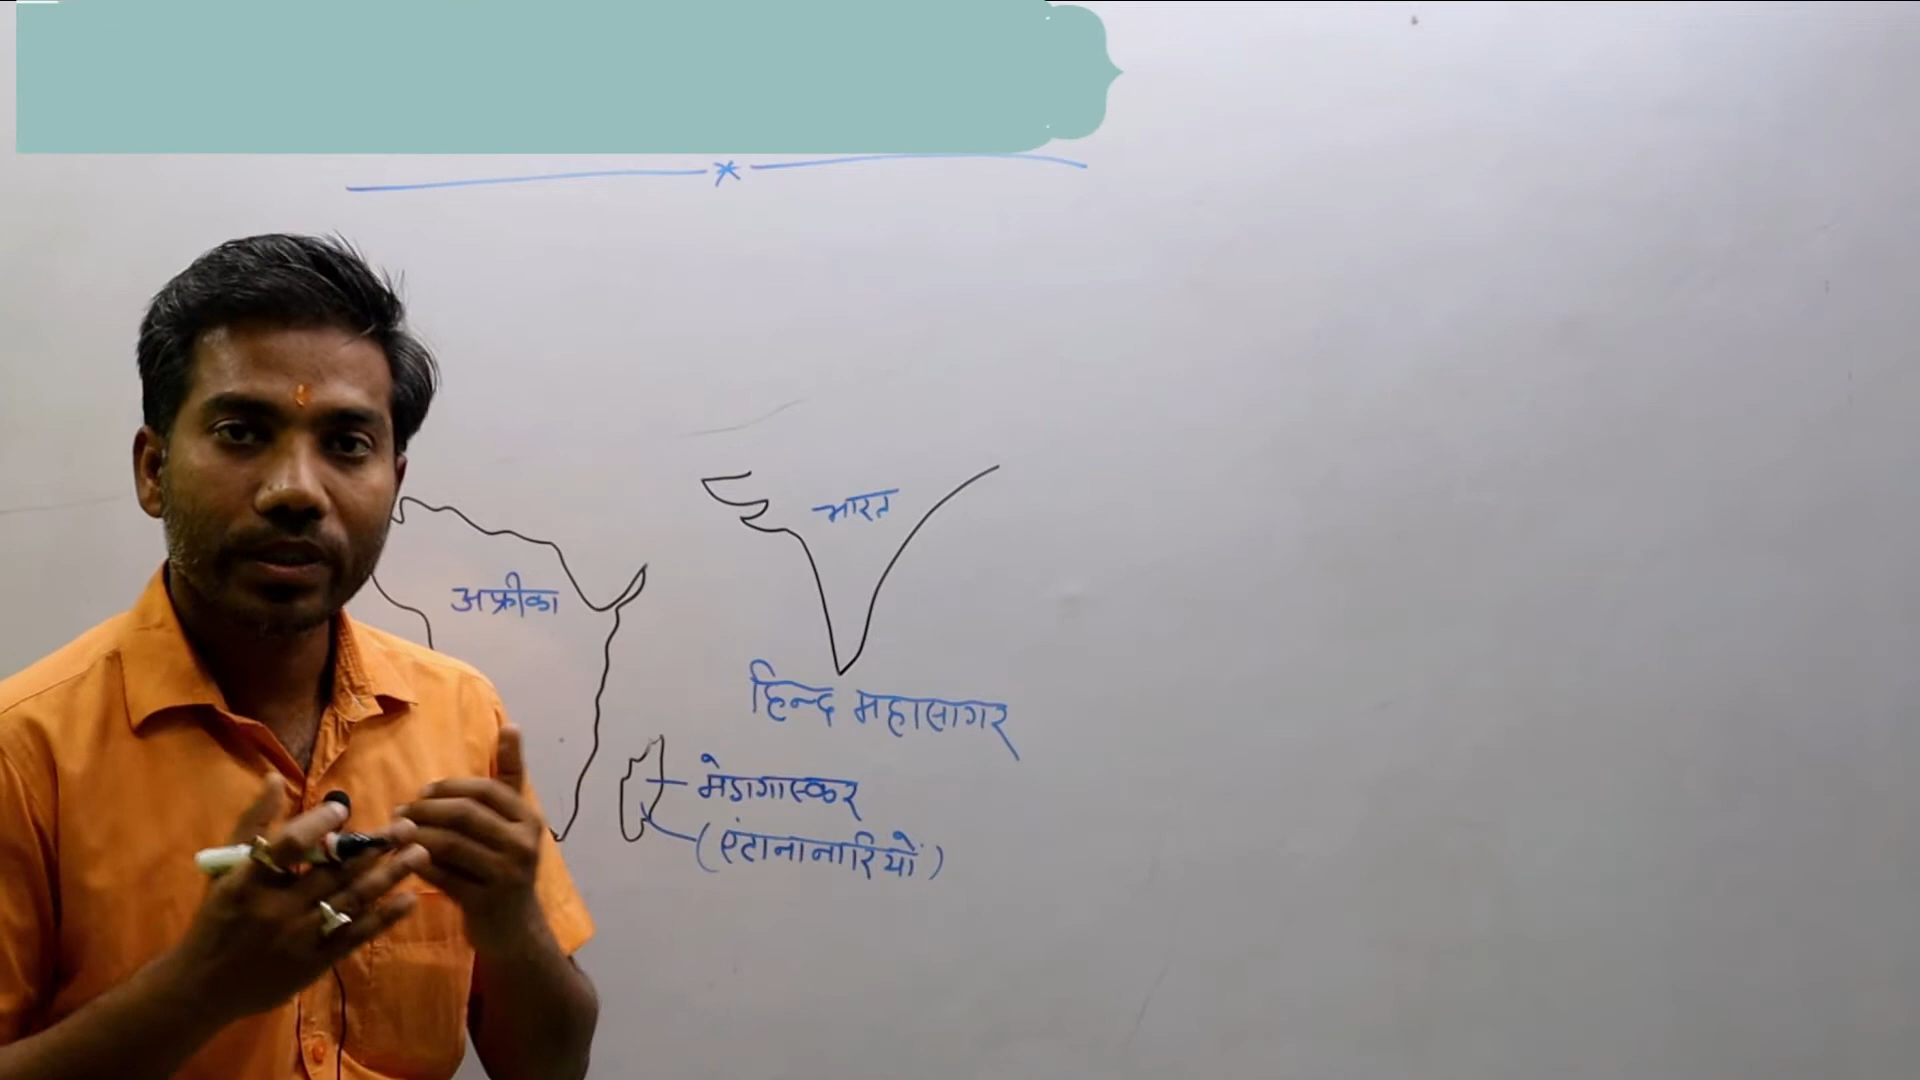 भारत
अफ्रीका
हिन्द महासागर
मेडागास्कर
(एंटानानारियों)